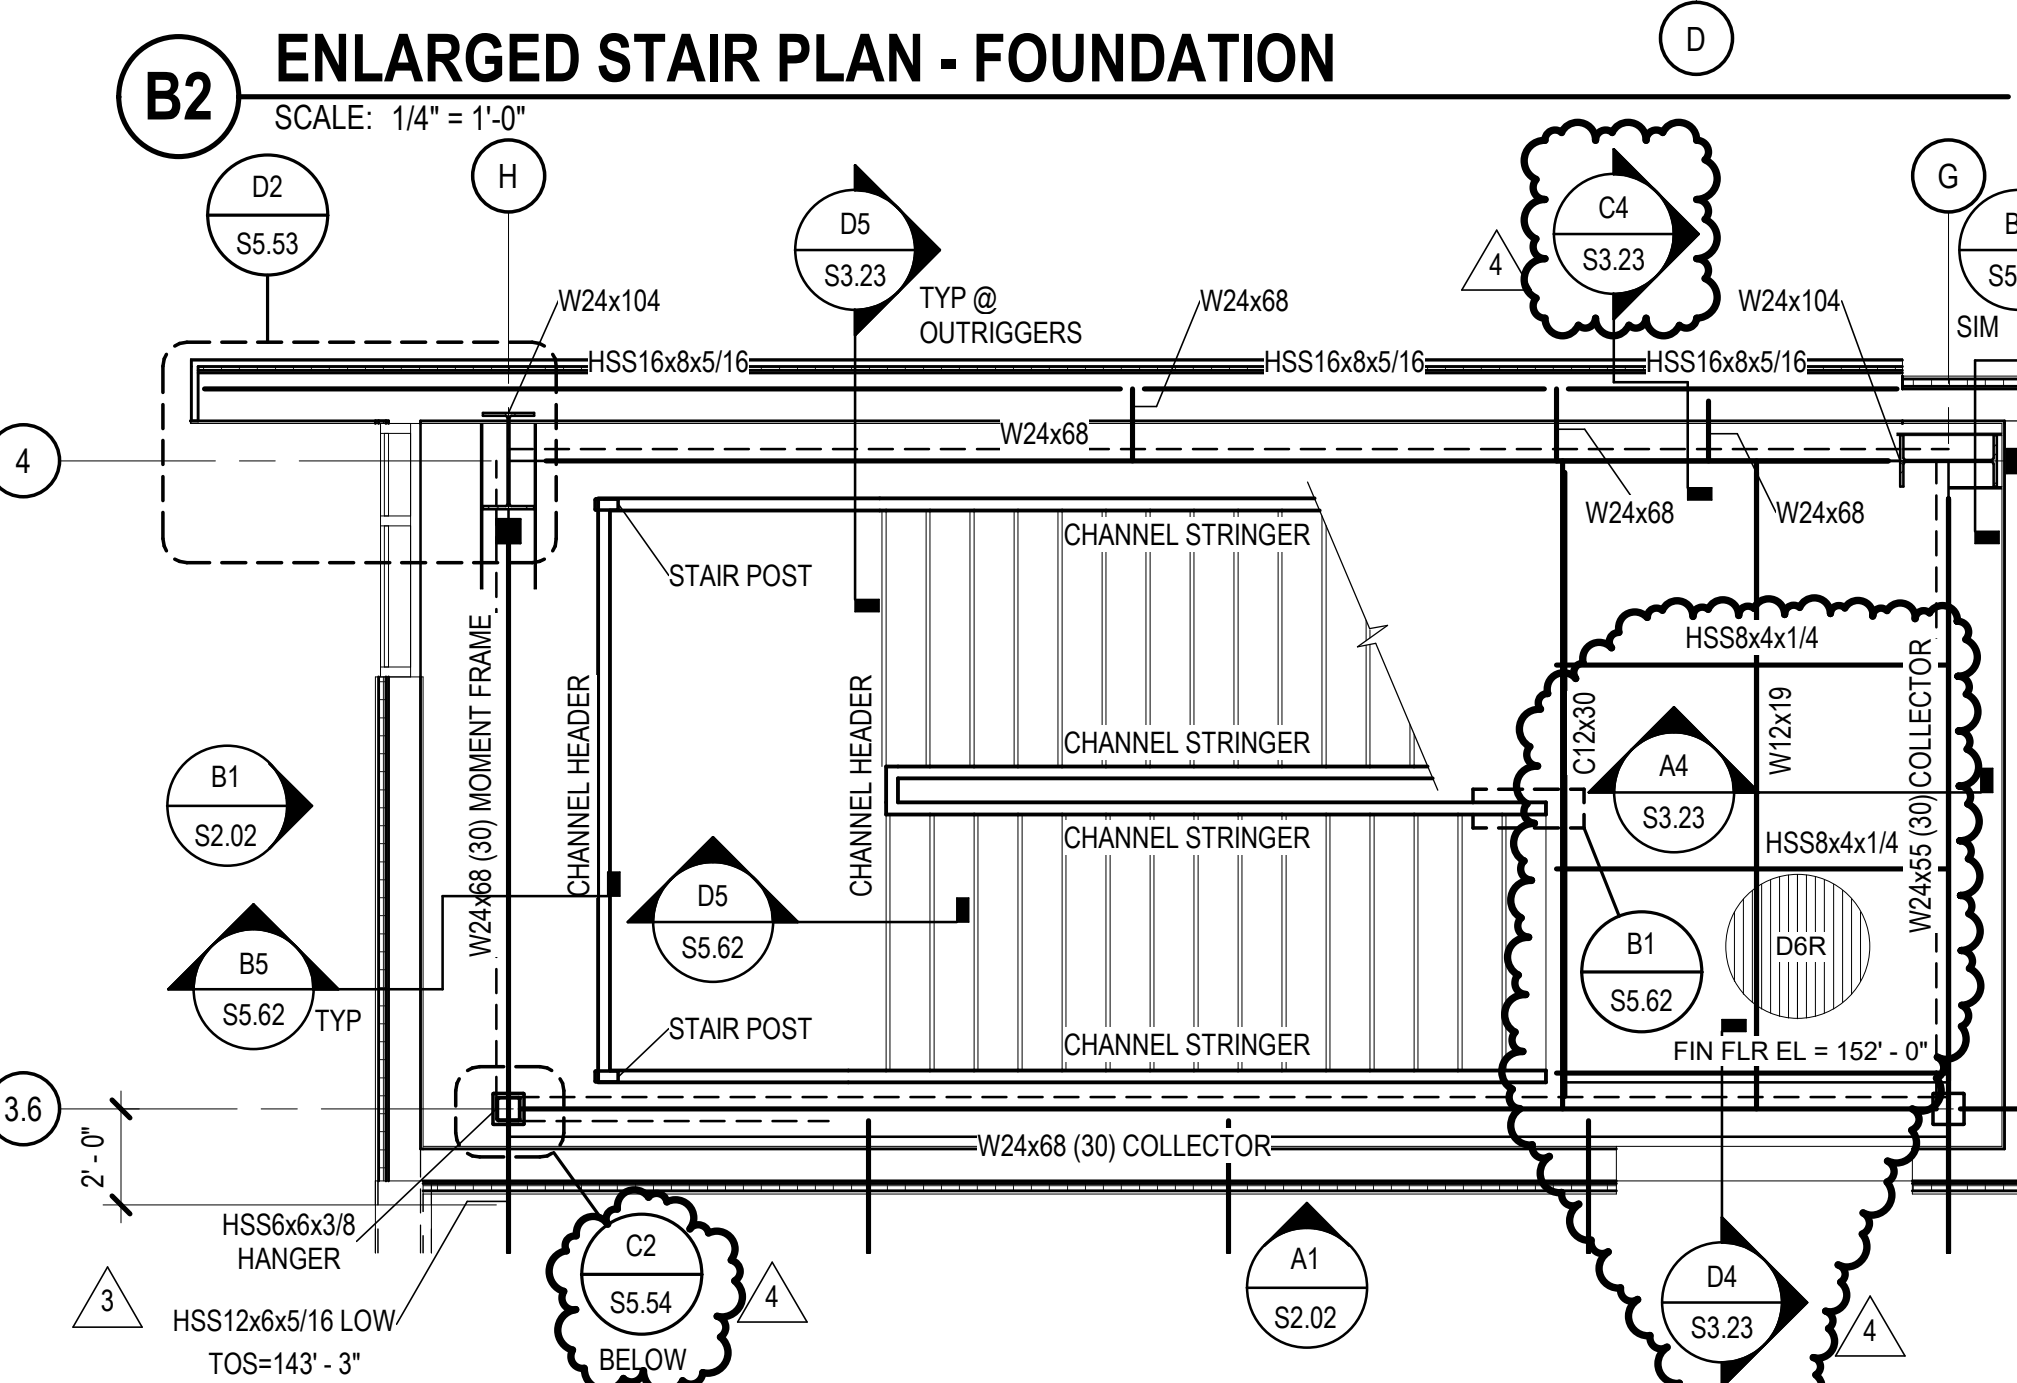 ENLARGED STAIR PLAN - FOUNDATION
B2
SCALE: 1/4" = 1'-0"
D
D2
S5.53
H
D5
S3.23
TYP @
OUTRIGGERS
C4
S3.23
4
G
B
S5
SIM
W24x104
W24x68
W24x104
HSS16x8x5/16
HSS16x8x5/16
HSS16x8x5/16
W24x68
4
W24x68
W24x68
CHANNEL STRINGER
STAIR POST
HSS8x4x1/4
W24x68 (30) MOMENT FRAME
CHANNEL HEADER
CHANNEL HEADER
C12x30
W12x19
W24x55 (30) COLLECTOR
CHANNEL STRINGER
A4
S3.23
B1
S2.02
CHANNEL STRINGER
HSS8x4x1/4
D5
S5.62
B1
S5.62
D6R
B5
S5.62
TYP
STAIR POST
CHANNEL STRINGER
FIN FLR EL = 152' - 0"
3.6
2' - 0"
W24x68 (30) COLLECTOR
HSS6x6x3/8
HANGER
C2
S5.54
BELOW
4
A1
S2.02
D4
S3.23
4
3
HSS12x6x5/16 LOW
TOS=143' - 3"